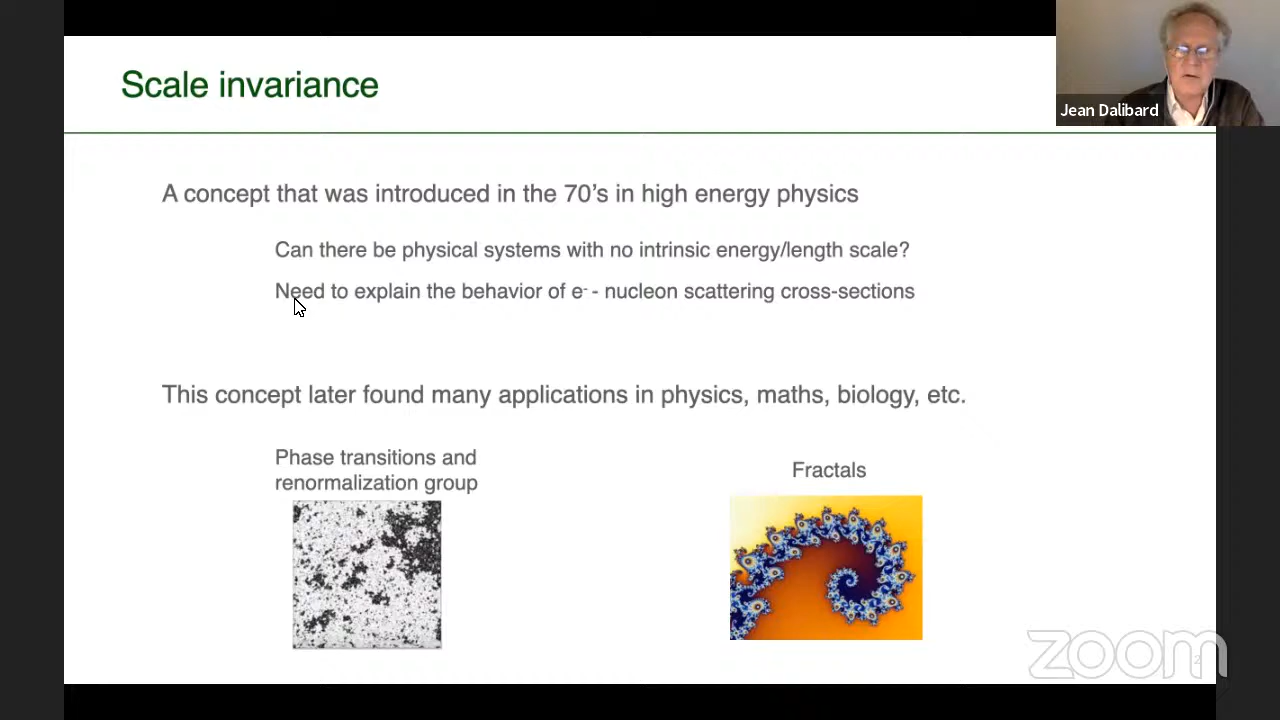 Scale invariance
Jean Dalibard
A concept that was introduced in the 70's in high energy physics
Can there be physical systems with no intrinsic energy/length scale?
Need to explain the behavior of e⁻ - nucleon scattering cross-sections
This concept later found many applications in physics, maths, biology, etc.
Phase transitions and
renormalization group
Fractals
zoom
2